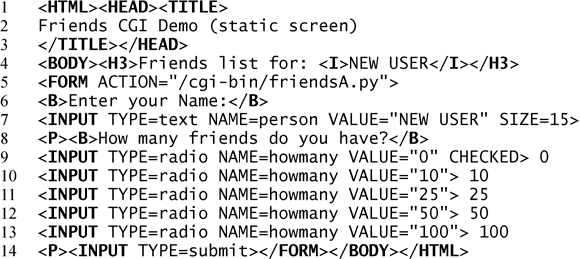 1 <HTML><HEAD><TITLE>
2 Friends CGI Demo (static screen)
3 </TITLE></HEAD>
4 <BODY><H3>Friends list for: <I>NEW USER</I></H3>
5 <FORM ACTION="/cgi-bin/friendsA.py">
6 <B>Enter your Name:</B>
7 <INPUT TYPE=text NAME=person VALUE="NEW USER" SIZE=15>
8 <P><B>How many friends do you have?</B>
9 <INPUT TYPE=radio NAME=howmany VALUE="0" CHECKED> 0
10 <INPUT TYPE=radio NAME=howmany VALUE="10"> 10
11 <INPUT TYPE=radio NAME=howmany VALUE="25"> 25
12 <INPUT TYPE=radio NAME=howmany VALUE="50"> 50
13 <INPUT TYPE=radio NAME=howmany VALUE="100"> 100
14 <P><INPUT TYPE=submit></FORM></BODY></HTML>